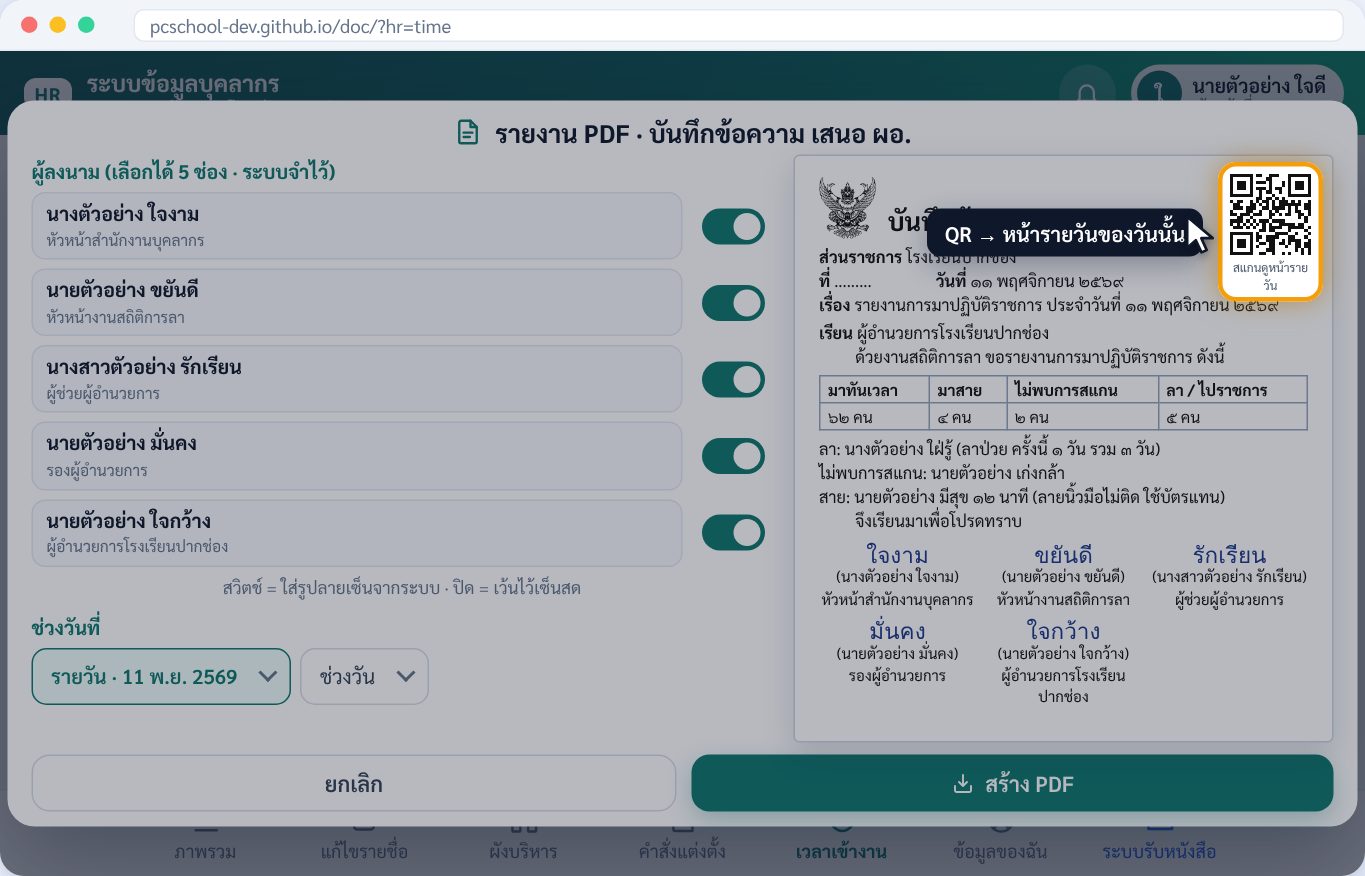 pcschool-dev.github.io/doc/?hr=time
HR
ระบบข้อมูลบุคลากร
นายตัวอย่าง ใจดี
รายงาน PDF · บันทึกข้อความ เสนอ ผอ.
ผู้ลงนาม (เลือกได้ 5 ช่อง · ระบบจำไว้)
นางตัวอย่าง ใจงาม
หัวหน้าสำนักงานบุคลากร
นายตัวอย่าง ขยันดี
หัวหน้างานสถิติการลา
นางสาวตัวอย่าง รักเรียน
ผู้ช่วยผู้อำนวยการ
นายตัวอย่าง มั่นคง
รองผู้อำนวยการ
นายตัวอย่าง ใจกว้าง
ผู้อำนวยการโรงเรียนปากช่อง
สวิตช์ = ใส่รูปลายเซ็นจากระบบ · ปิด = เว้นไว้เซ็นสด
ช่วงวันที่
รายวัน · 11 พ.ย. 2569
ช่วงวัน
QR → หน้ารายวันของวันนั้น
สแกนดูหน้าราย
วัน
ส่วนราชการ โรงเรียนปากช่อง
ที่ ......... วันที่ ๑๑ พฤศจิกายน ๒๕๖๙
เรื่อง รายงานการมาปฏิบัติราชการ ประจำวันที่ ๑๑ พฤศจิกายน ๒๕๖๙
เรียน ผู้อำนวยการโรงเรียนปากช่อง
ด้วยงานสถิติการลา ขอรายงานการมาปฏิบัติราชการ ดังนี้
มาทันเวลา มาสาย ไม่พบการสแกน ลา / ไปราชการ
๖๒ คน ๔ คน ๒ คน ๕ คน
ลา: นางตัวอย่าง ใฝ่รู้ (ลาป่วย ครั้งนี้ ๑ วัน รวม ๓ วัน)
ไม่พบการสแกน: นายตัวอย่าง เก่งกล้า
สาย: นายตัวอย่าง มีสุข ๑๒ นาที (ลายนิ้วมือไม่ติด ใช้บัตรแทน)
จึงเรียนมาเพื่อโปรดทราบ
ใจงาม ขยันดี รักเรียน
(นางตัวอย่าง ใจงาม) (นายตัวอย่าง ขยันดี) (นางสาวตัวอย่าง รักเรียน)
หัวหน้าสำนักงานบุคลากร หัวหน้างานสถิติการลา ผู้ช่วยผู้อำนวยการ
มั่นคง ใจกว้าง
(นายตัวอย่าง มั่นคง) (นายตัวอย่าง ใจกว้าง)
รองผู้อำนวยการ ผู้อำนวยการโรงเรียน
ปากช่อง
ยกเลิก
สร้าง PDF
ภาพรวม แก้ไขรายชื่อ ผังบริหาร คำสั่งแต่งตั้ง เวลาเข้างาน ข้อมูลของฉัน ระบบรับหนังสือ